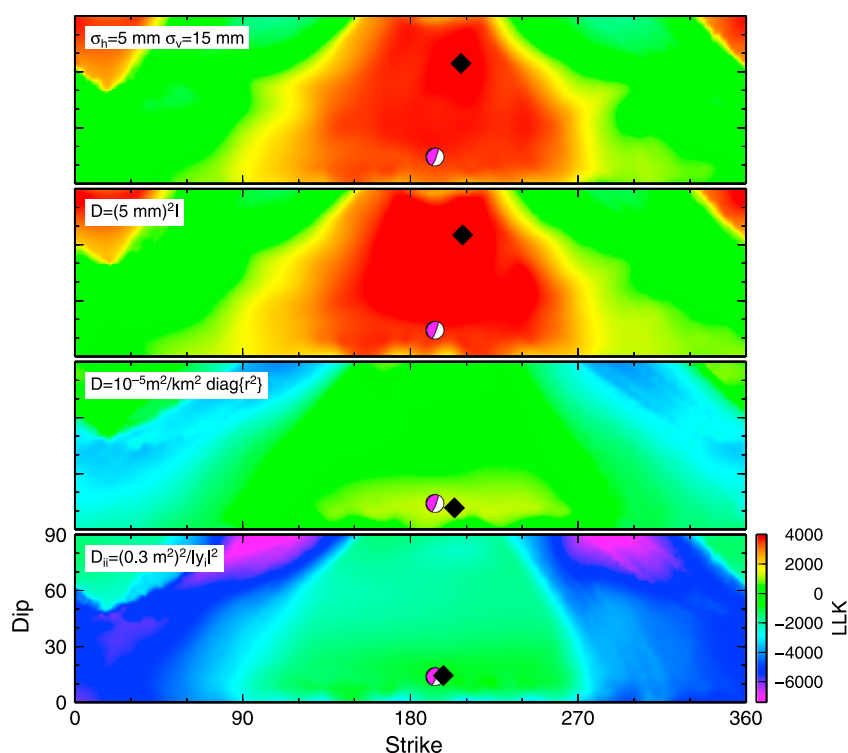 σh=5 mm σv=15 mm
D=(5 mm)²I
D=10⁻⁵m²/km² diag{r²}
Dii=(0.3 m²)²/|yi|²
90
60
30
0
Dip
0 90 180 270 360
Strike
4000
2000
0
−2000
−4000
−6000
LLK